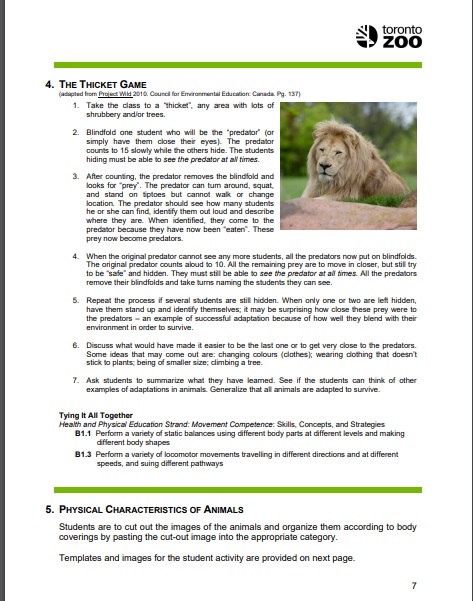 toronto
ZOO
4. THE THICKET GAME
(adapted from Project Wild 2010. Council for Environmental Education: Canada. Pg. 137)
1. Take the class to a “thicket”, any area with lots of
shrubbery and/or trees.
2. Blindfold one student who will be the “predator” (or
simply have them close their eyes). The predator
counts to 15 slowly while the others hide. The students
hiding must be able to see the predator at all times.
3. After counting, the predator removes the blindfold and
looks for “prey”. The predator can turn around, squat,
and stand on tiptoes but cannot walk or change
location. The predator should see how many students
he or she can find, identify them out loud and describe
where they are. When identified, they come to the
predator because they have now been “eaten”. These
prey now become predators.
4. When the original predator cannot see any more students, all the predators now put on blindfolds.
The original predator counts aloud to 10. All the remaining prey are to move in closer, but still try
to be “safe” and hidden. They must still be able to see the predator at all times. All the predators
remove their blindfolds and take turns naming the students they can see.
5. Repeat the process if several students are still hidden. When only one or two are left hidden,
have them stand up and identify themselves; it may be surprising how close these prey were to
the predators – an example of successful adaptation because of how well they blend with their
environment in order to survive.
6. Discuss what would have made it easier to be the last one or to get very close to the predators.
Some ideas that may come out are: changing colours (clothes); wearing clothing that doesn’t
stick to plants; being of smaller size; climbing a tree.
7. Ask students to summarize what they have learned. See if the students can think of other
examples of adaptations in animals. Generalize that all animals are adapted to survive.
Tying It All Together
Health and Physical Education Strand: Movement Competence: Skills, Concepts, and Strategies
B1.1 Perform a variety of static balances using different body parts at different levels and making
different body shapes
B1.3 Perform a variety of locomotor movements travelling in different directions and at different
speeds, and suing different pathways
5. PHYSICAL CHARACTERISTICS OF ANIMALS
Students are to cut out the images of the animals and organize them according to body
coverings by pasting the cut-out image into the appropriate category.
Templates and images for the student activity are provided on next page.
7